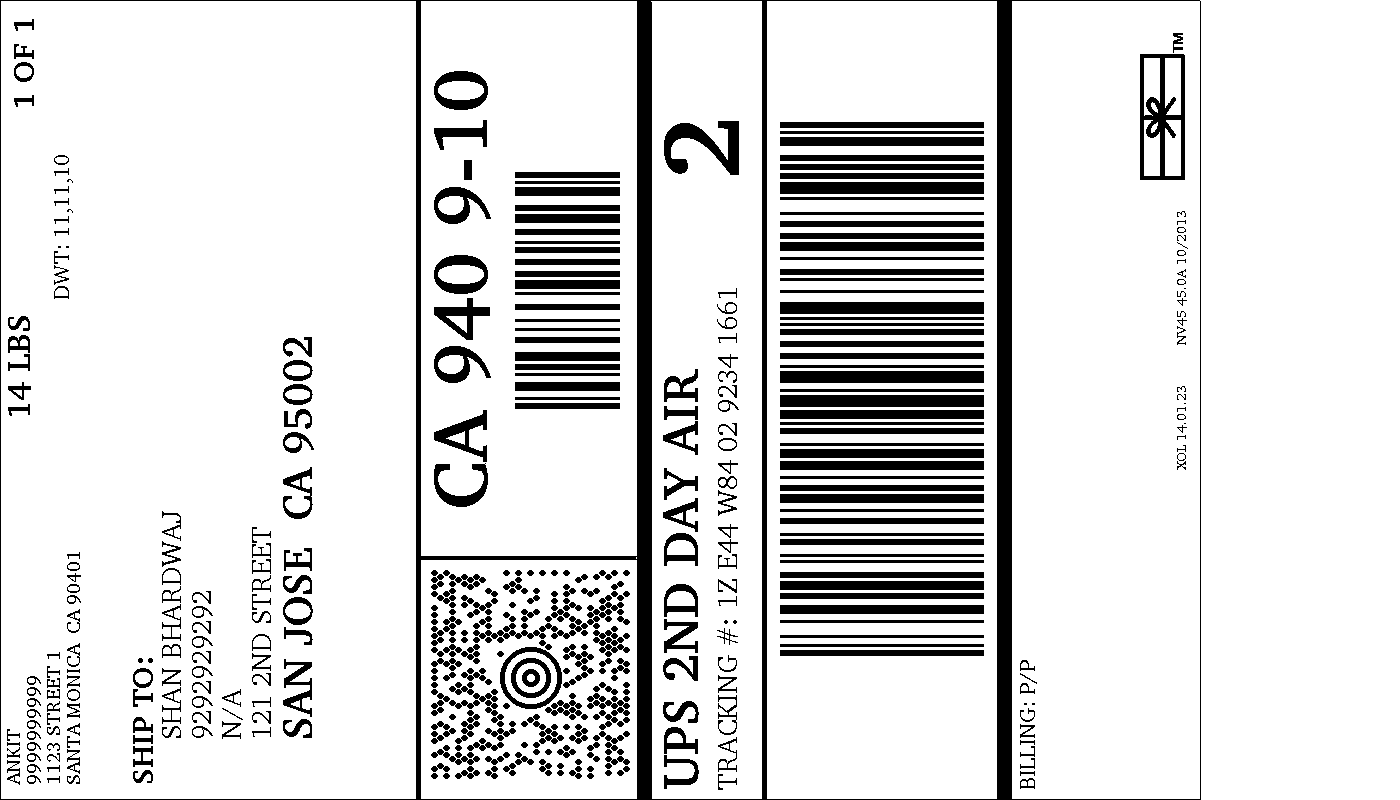 ANKIT
9999999999
1123 STREET 1
SANTA MONICA CA 90401
14 LBS
1 OF 1
DWT: 11,11,10
SHIP TO:
SHAN BHARDWAJ
9292929292
N/A
121 2ND STREET
SAN JOSE CA 95002
CA 940 9-10
UPS 2ND DAY AIR
2
TRACKING #: 1Z E44 W84 02 9234 1661
BILLING: P/P
XOL 14.01.23
NV45 45.0A 10/2013
TM